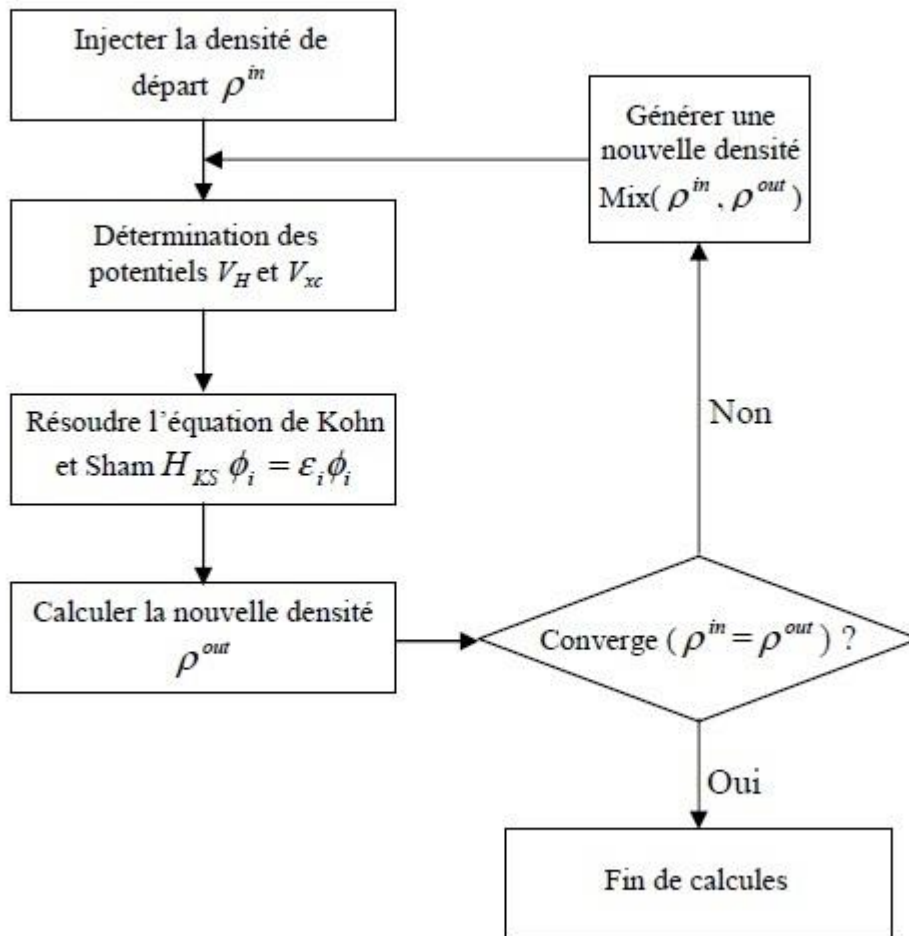 Injecter la densité de
départ ρ^in
Générer une
nouvelle densité
Mix( ρ^in , ρ^out )
Détermination des
potentiels V_H et V_xc
Résoudre l’équation de Kohn
et Sham H_KS ϕ_i = ε_i ϕ_i
Non
Calculer la nouvelle densité
ρ^out
Converge ( ρ^in = ρ^out ) ?
Oui
Fin de calcules